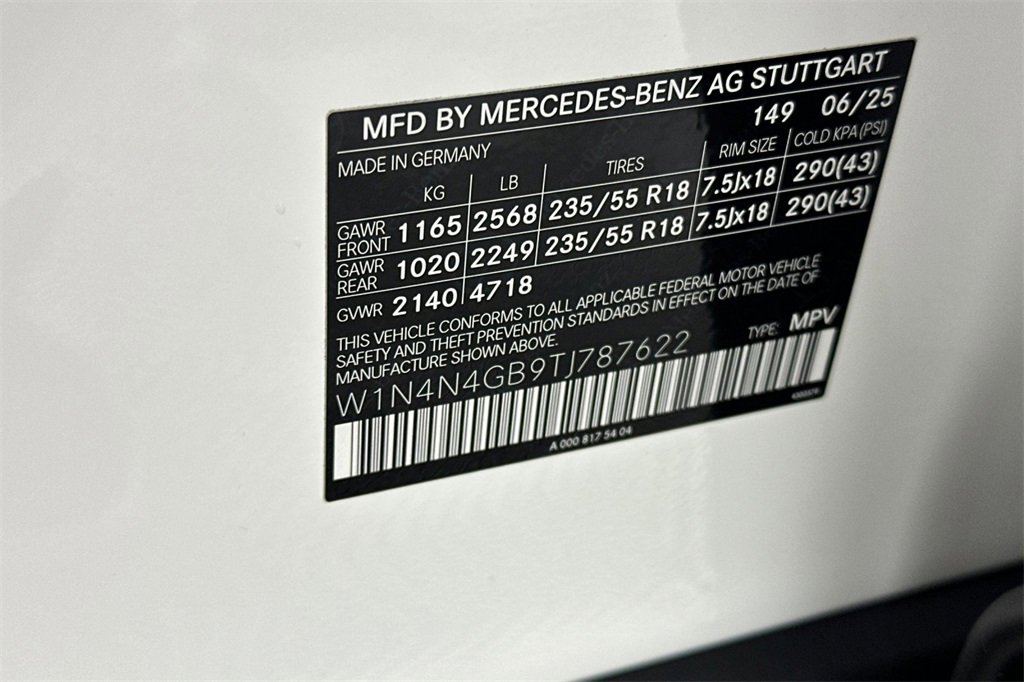 MFD BY MERCEDES-BENZ AG STUTTGART
MADE IN GERMANY 149 06/25
KG LB TIRES RIM SIZE COLD KPA (PSI)
GAWR FRONT 1165 2568 235/55 R18 7.5Jx18 290(43)
GAWR REAR 1020 2249 235/55 R18 7.5Jx18 290(43)
GVWR 2140 4718
THIS VEHICLE CONFORMS TO ALL APPLICABLE FEDERAL MOTOR VEHICLE
SAFETY AND THEFT PREVENTION STANDARDS IN EFFECT ON THE DATE OF
MANUFACTURE SHOWN ABOVE.
TYPE: MPV
W1N4N4GB9TJ787622
A 000 817 54 04